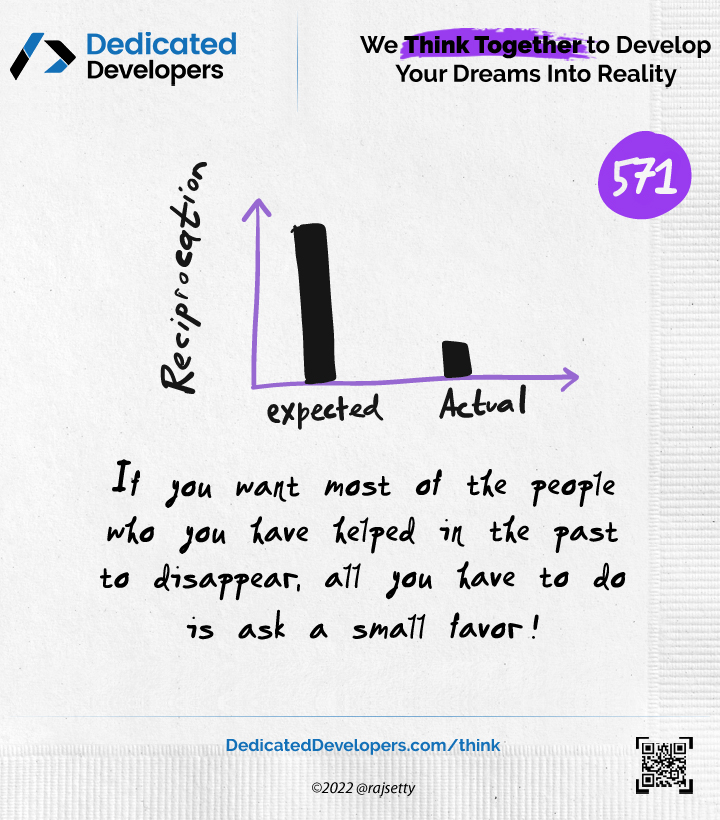 Dedicated
Developers
We Think Together to Develop
Your Dreams Into Reality
571
Reciprocation
expected
Actual
If you want most of the people
who you have helped in the past
to disappear, all you have to do
is ask a small favor!
DedicatedDevelopers.com/think
©2022 @rajsetty